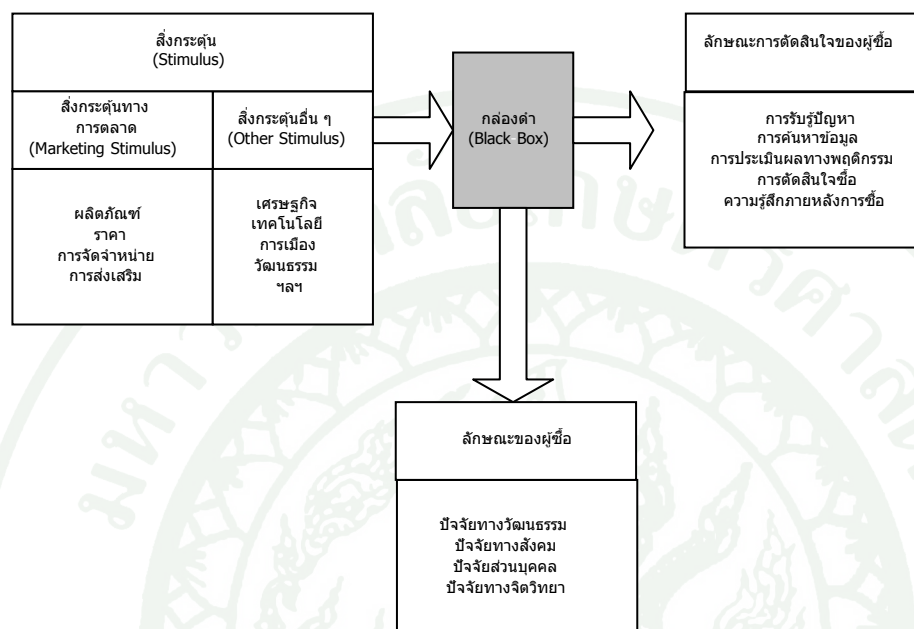 สิ่งกระตุ้น
(Stimulus)
สิ่งกระตุ้นทาง
การตลาด
(Marketing Stimulus)
สิ่งกระตุ้นอื่น ๆ
(Other Stimulus)
ผลิตภัณฑ์
ราคา
การจัดจำหน่าย
การส่งเสริม
เศรษฐกิจ
เทคโนโลยี
การเมือง
วัฒนธรรม
ฯลฯ
กล่องดำ
(Black Box)
ลักษณะการตัดสินใจของผู้ซื้อ
การรับรู้ปัญหา
การค้นหาข้อมูล
การประเมินผลทางพฤติกรรม
การตัดสินใจซื้อ
ความรู้สึกภายหลังการซื้อ
ลักษณะของผู้ซื้อ
ปัจจัยทางวัฒนธรรม
ปัจจัยทางสังคม
ปัจจัยส่วนบุคคล
ปัจจัยทางจิตวิทยา